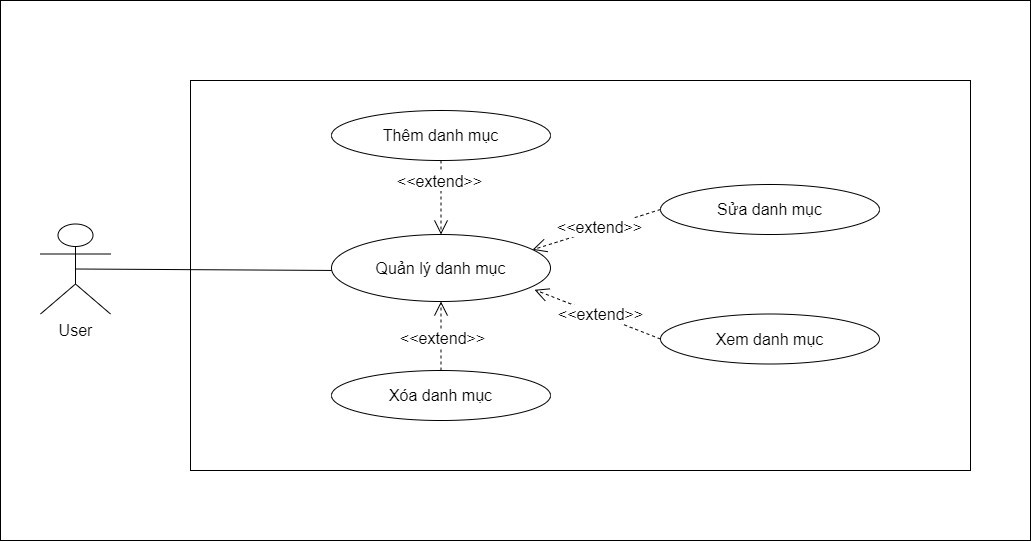 Thêm danh mục
<<extend>>
Sửa danh mục
<<extend>>
Quản lý danh mục
<<extend>>
User
<<extend>>
Xem danh mục
Xóa danh mục